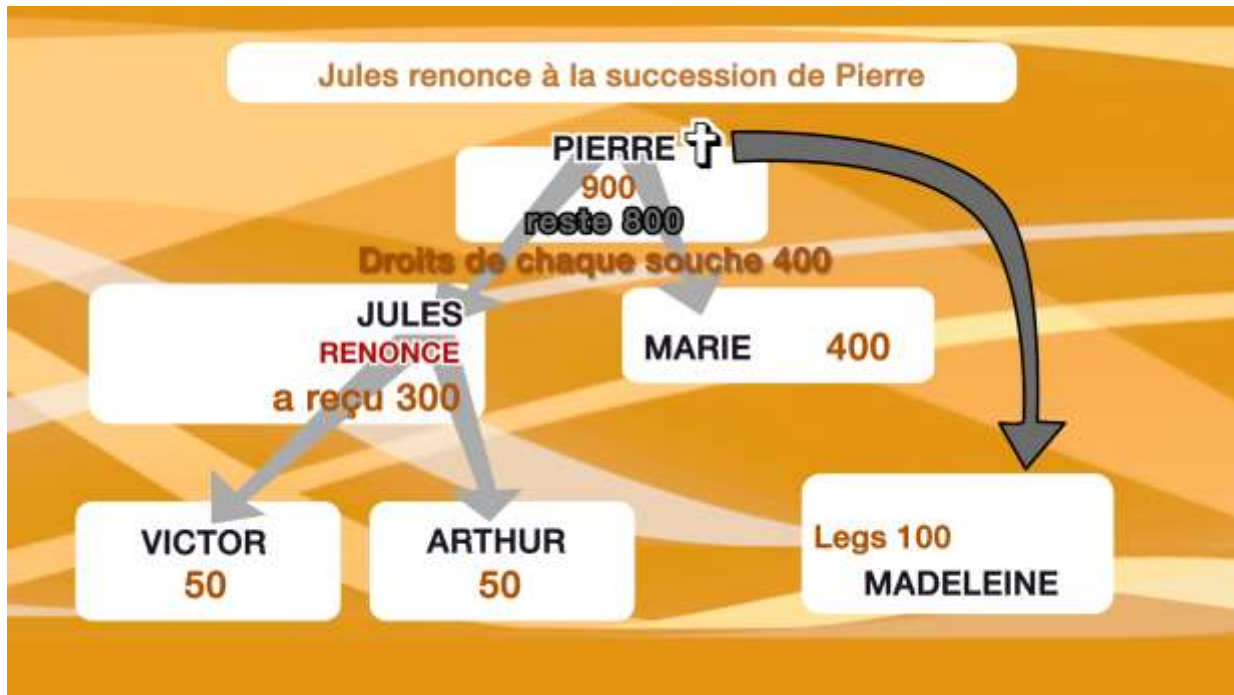 Jules renonce à la succession de Pierre
PIERRE
900
reste 800
Droits de chaque souche 400
JULES
RENONCE
a reçu 300
MARIE 400
VICTOR
50
ARTHUR
50
Legs 100
MADELEINE